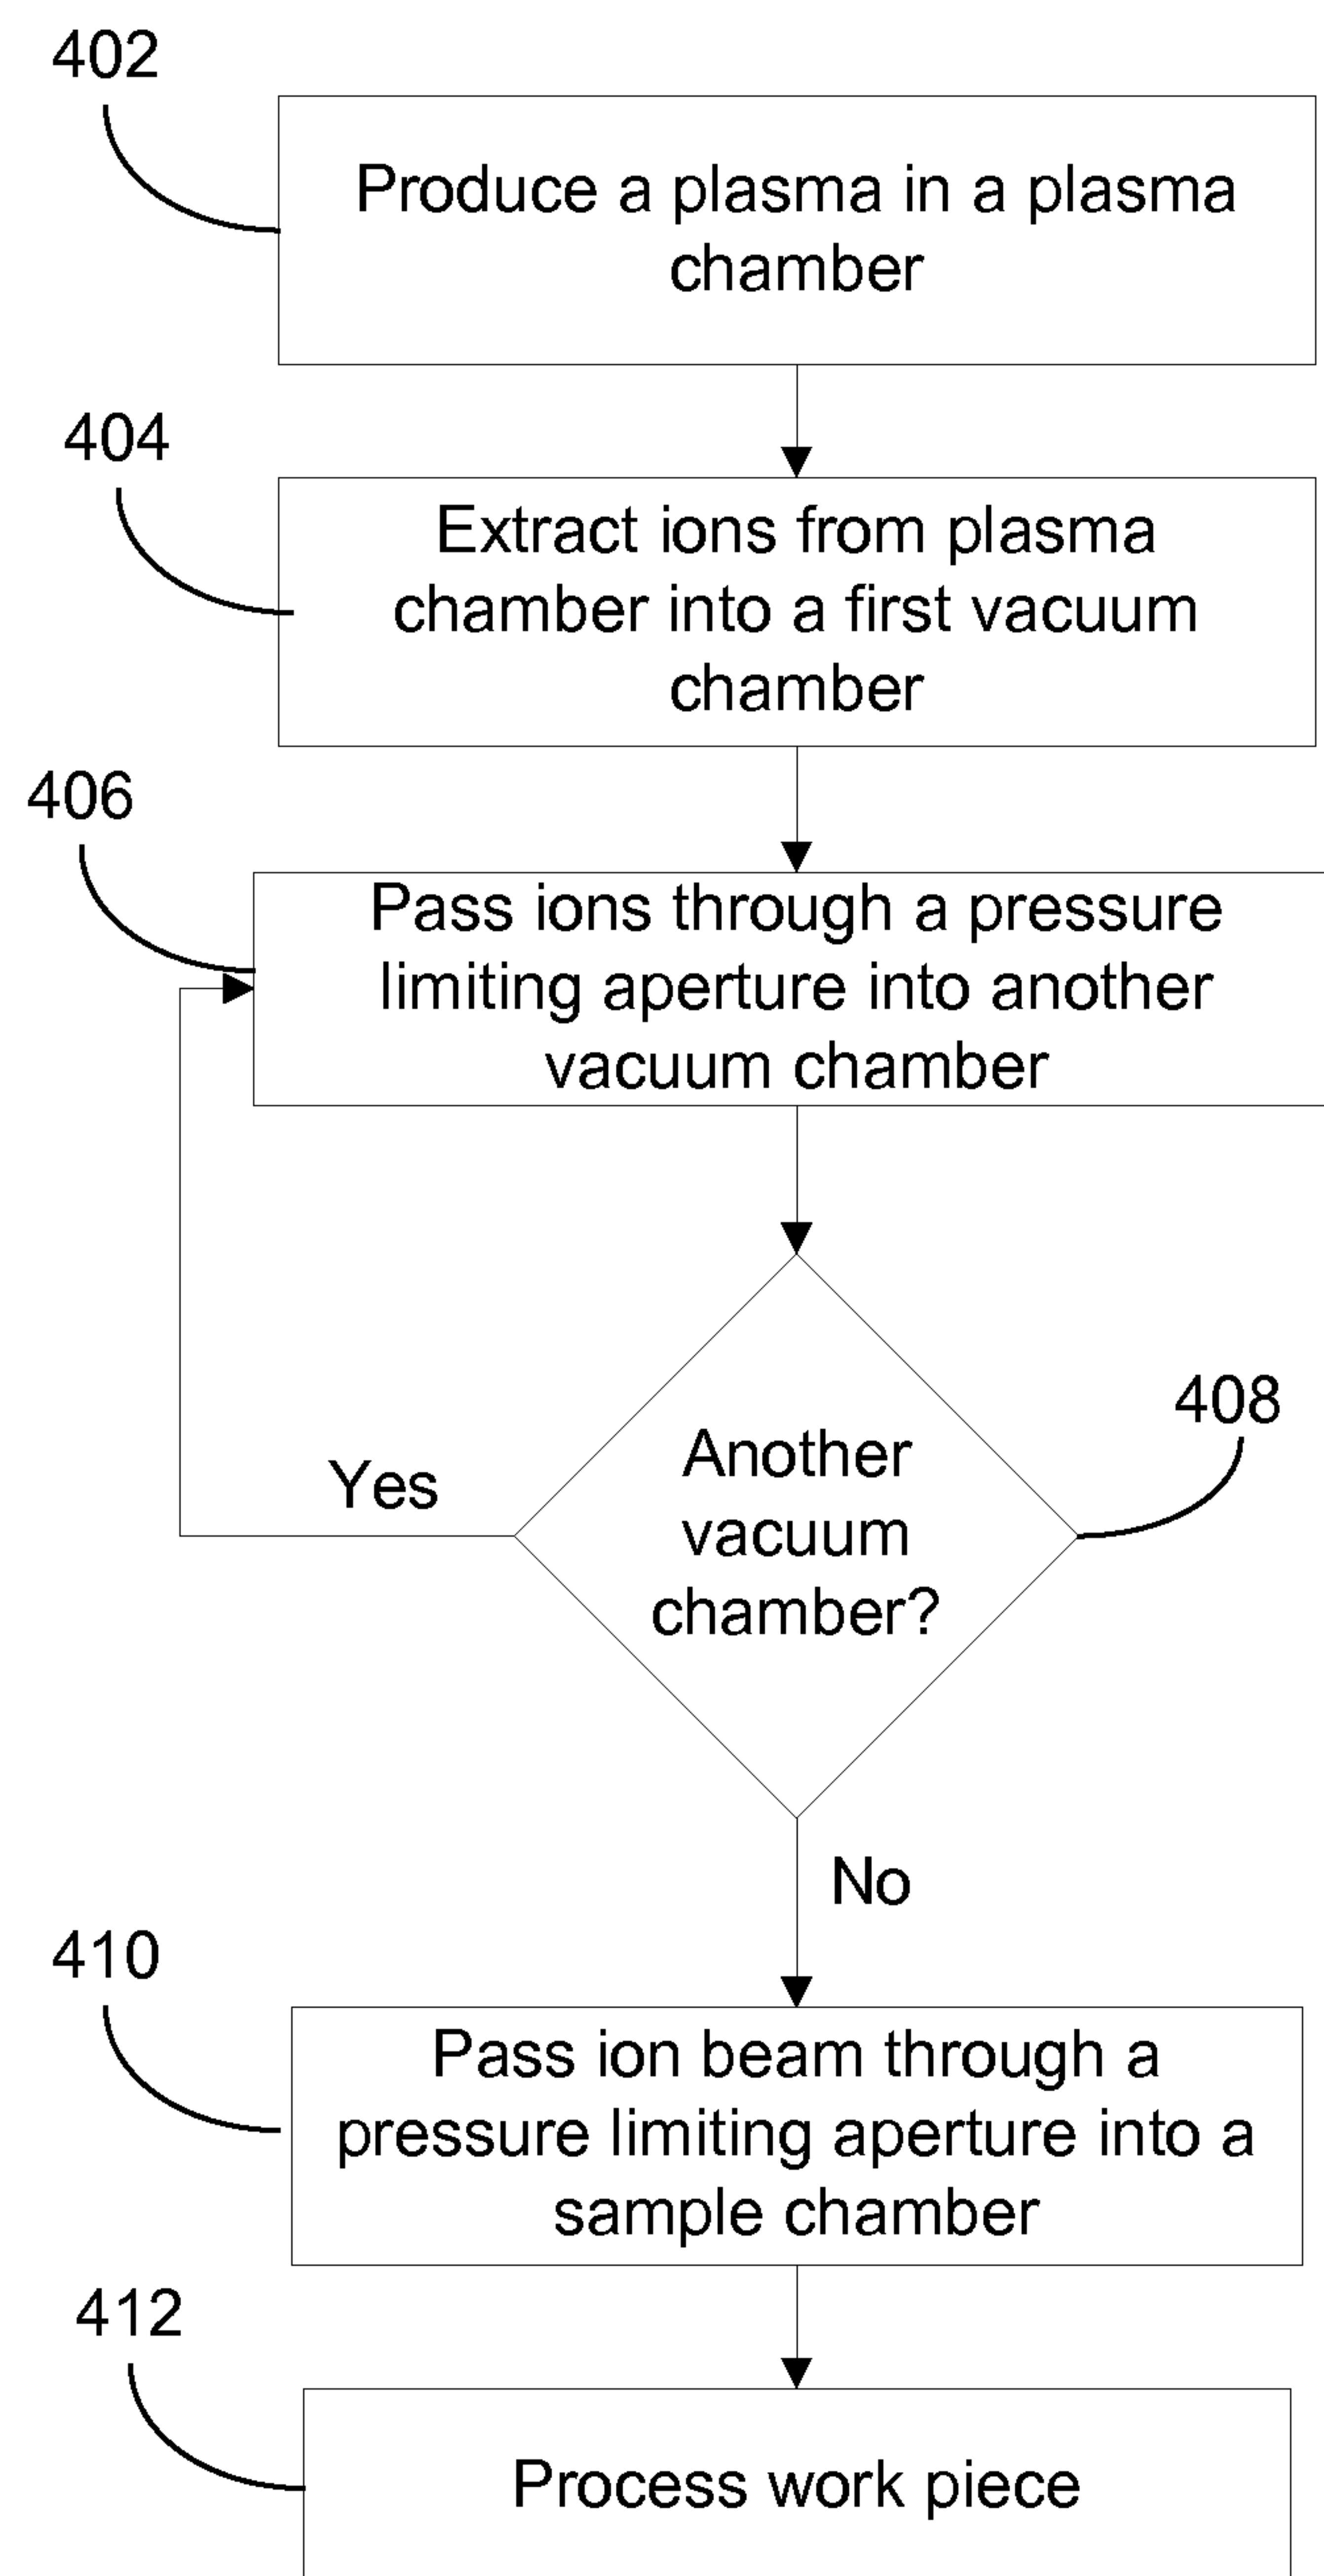 402
Produce a plasma in a plasma
chamber
404
Extract ions from plasma
chamber into a first vacuum
chamber
406
Pass ions through a pressure
limiting aperture into another
vacuum chamber
408
Another
vacuum
chamber?
Yes
No
410
Pass ion beam through a
pressure limiting aperture into a
sample chamber
412
Process work piece